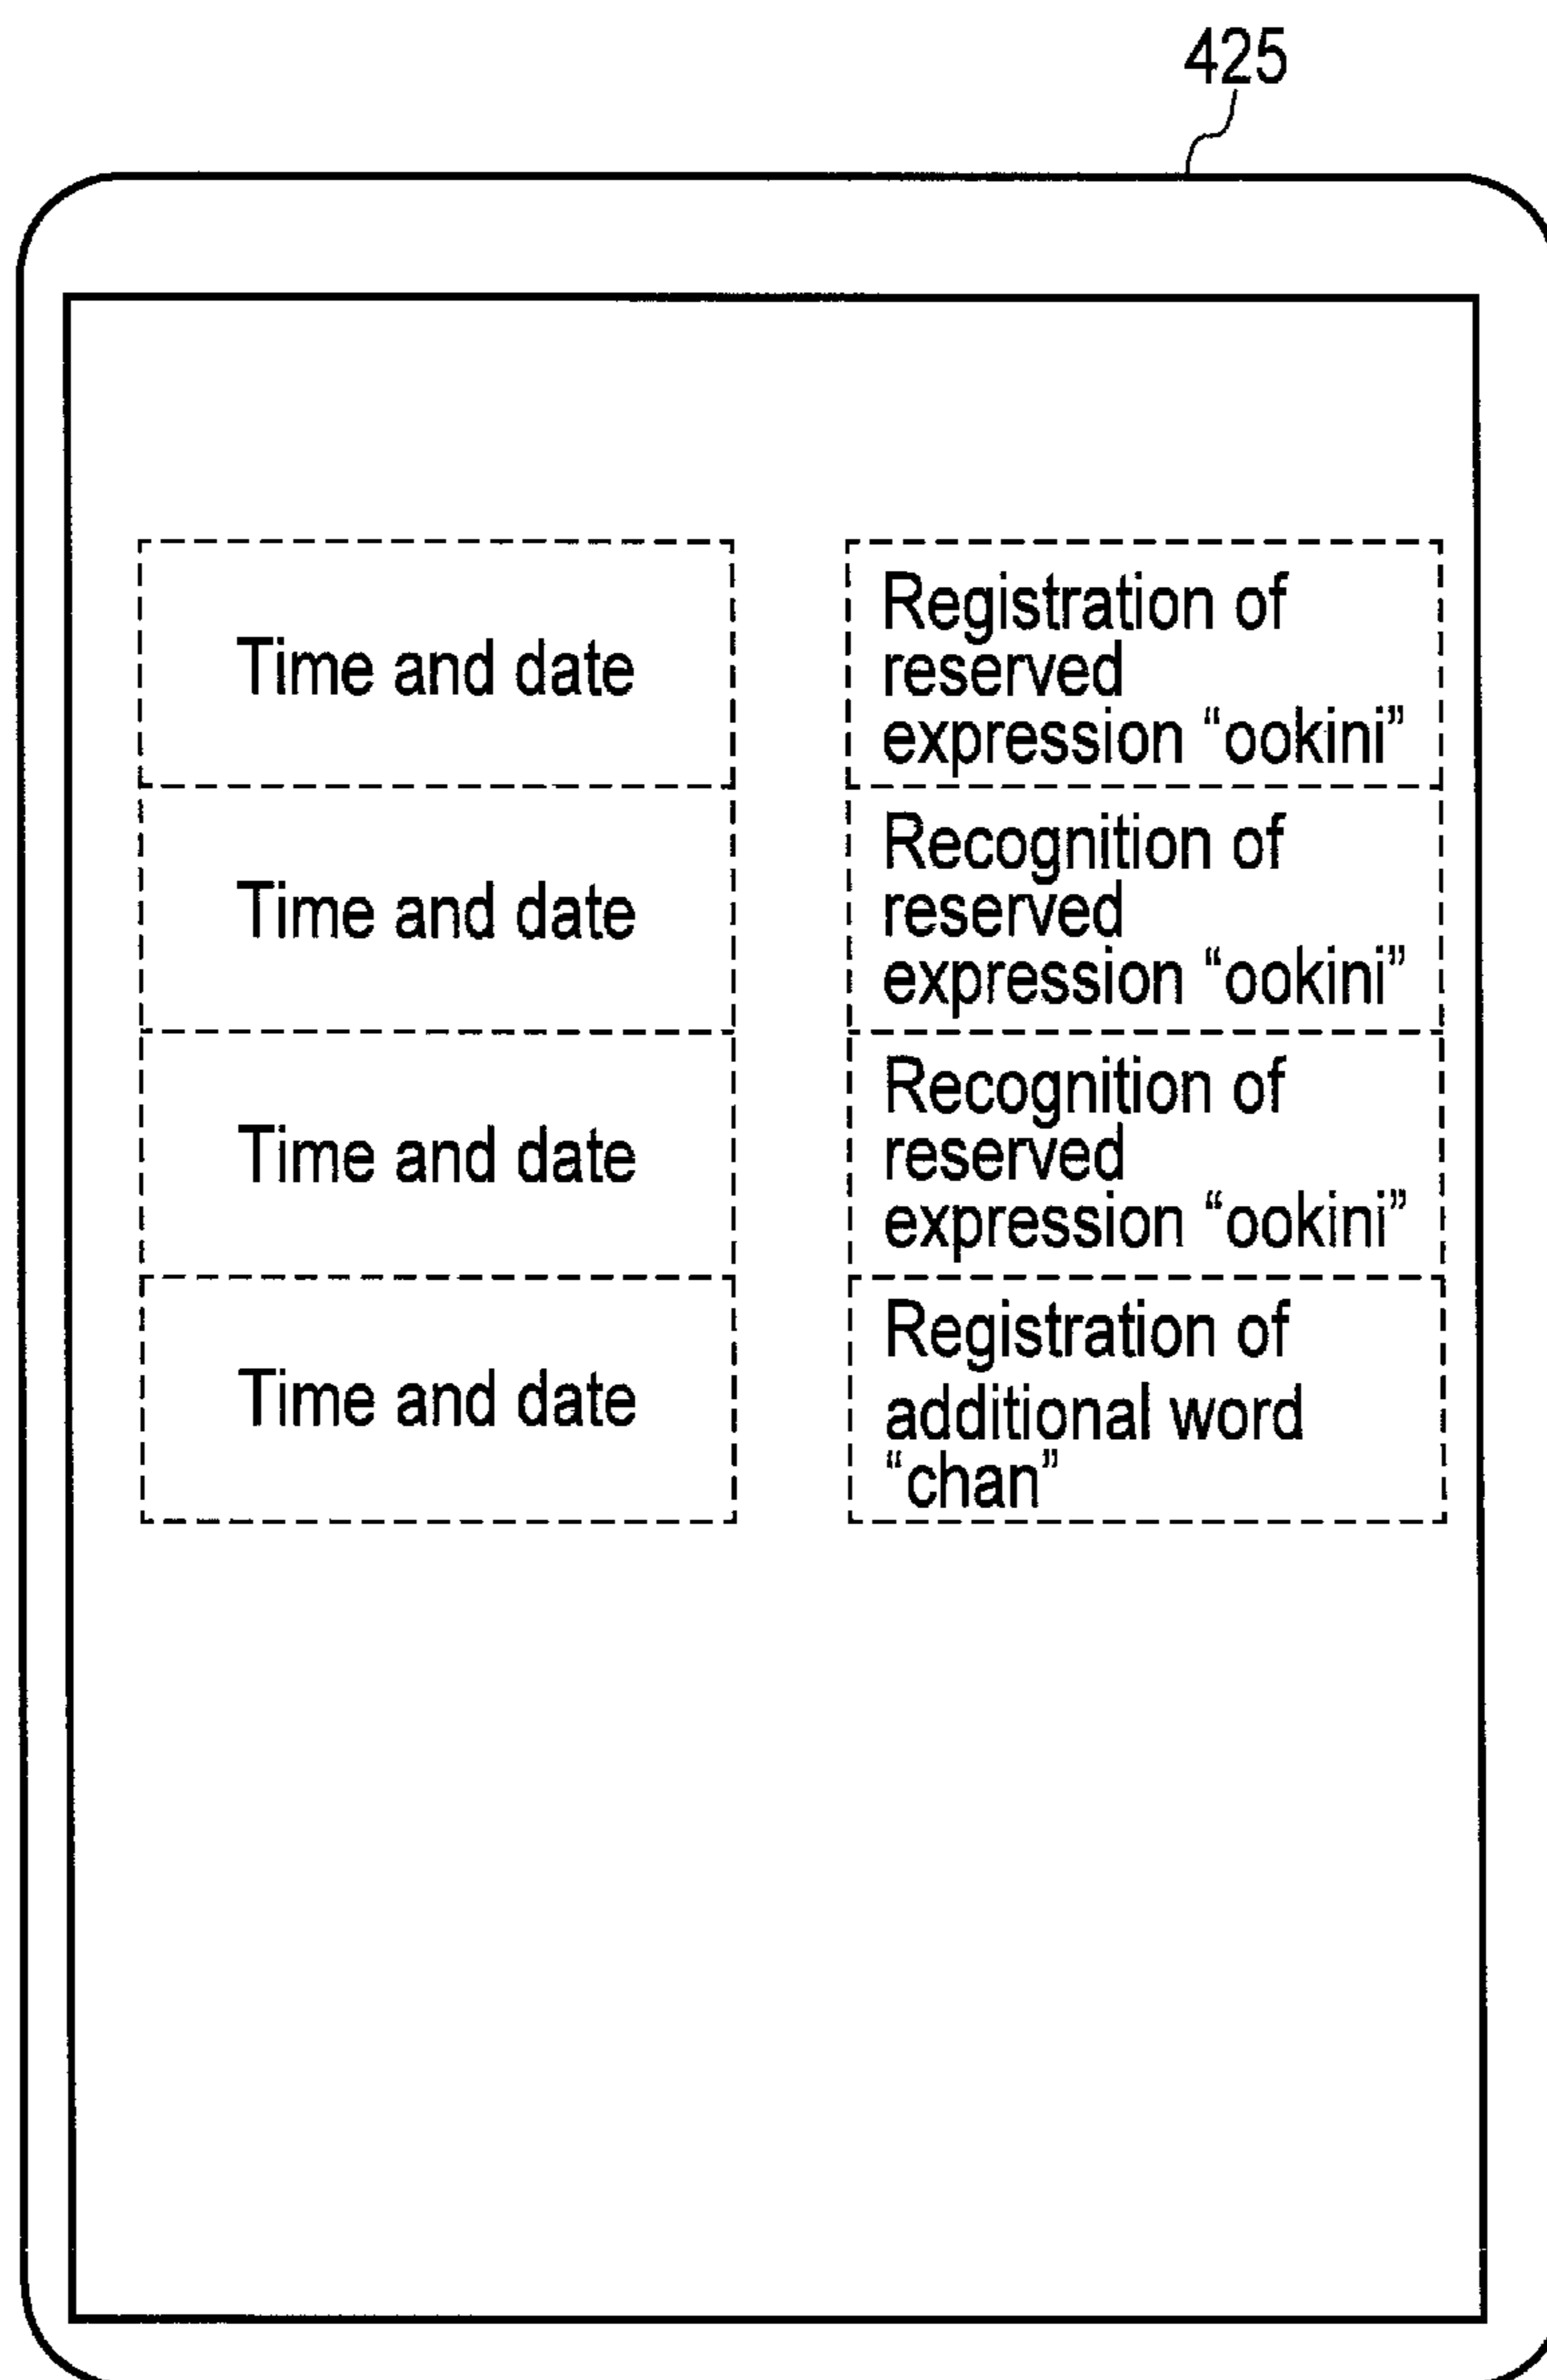 425
Time and date
Registration of
reserved
expression “ookini”
Time and date
Recognition of
reserved
expression “ookini”
Time and date
Recognition of
reserved
expression “ookini”
Time and date
Registration of
additional word
“chan”